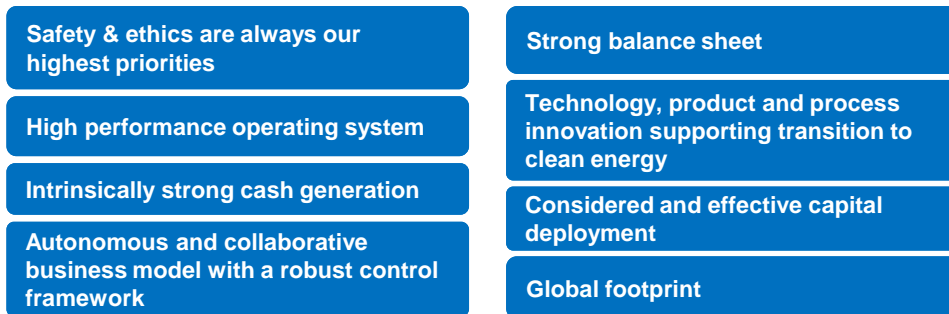 Safety & ethics are always our
highest priorities
High performance operating system
Intrinsically strong cash generation
Autonomous and collaborative
business model with a robust control
framework
Strong balance sheet
Technology, product and process
innovation supporting transition to
clean energy
Considered and effective capital
deployment
Global footprint